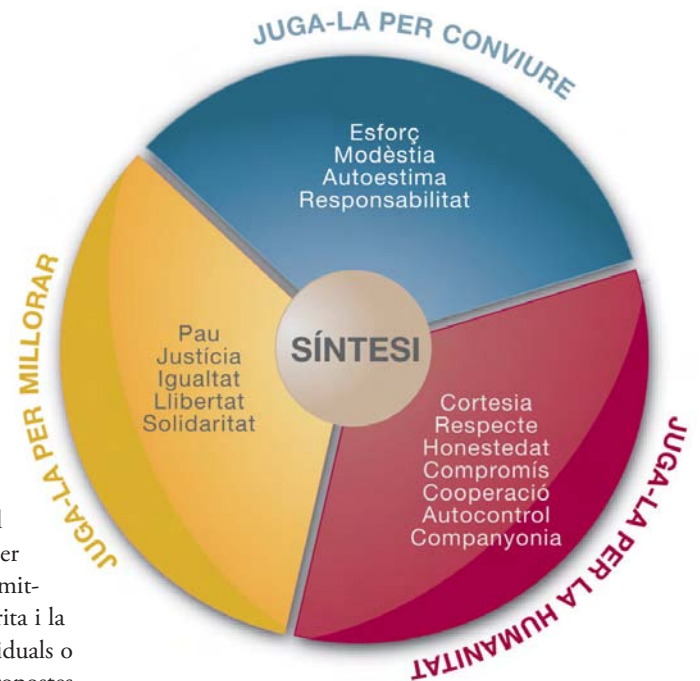 JUGA-LA PER CONVIURE
Esforç
Modèstia
Autoestima
Responsabilitat
JUGA-LA PER MILLORAR
Pau
Justícia
Igualtat
Llibertat
Solidaritat
SÍNTESI
Cortesia
Respecte
Honestedat
Compromís
Cooperació
Autocontrol
Companyonia
JUGA-LA PER LA HUMANITAT
l
er
mit-
rita i la
iduals o